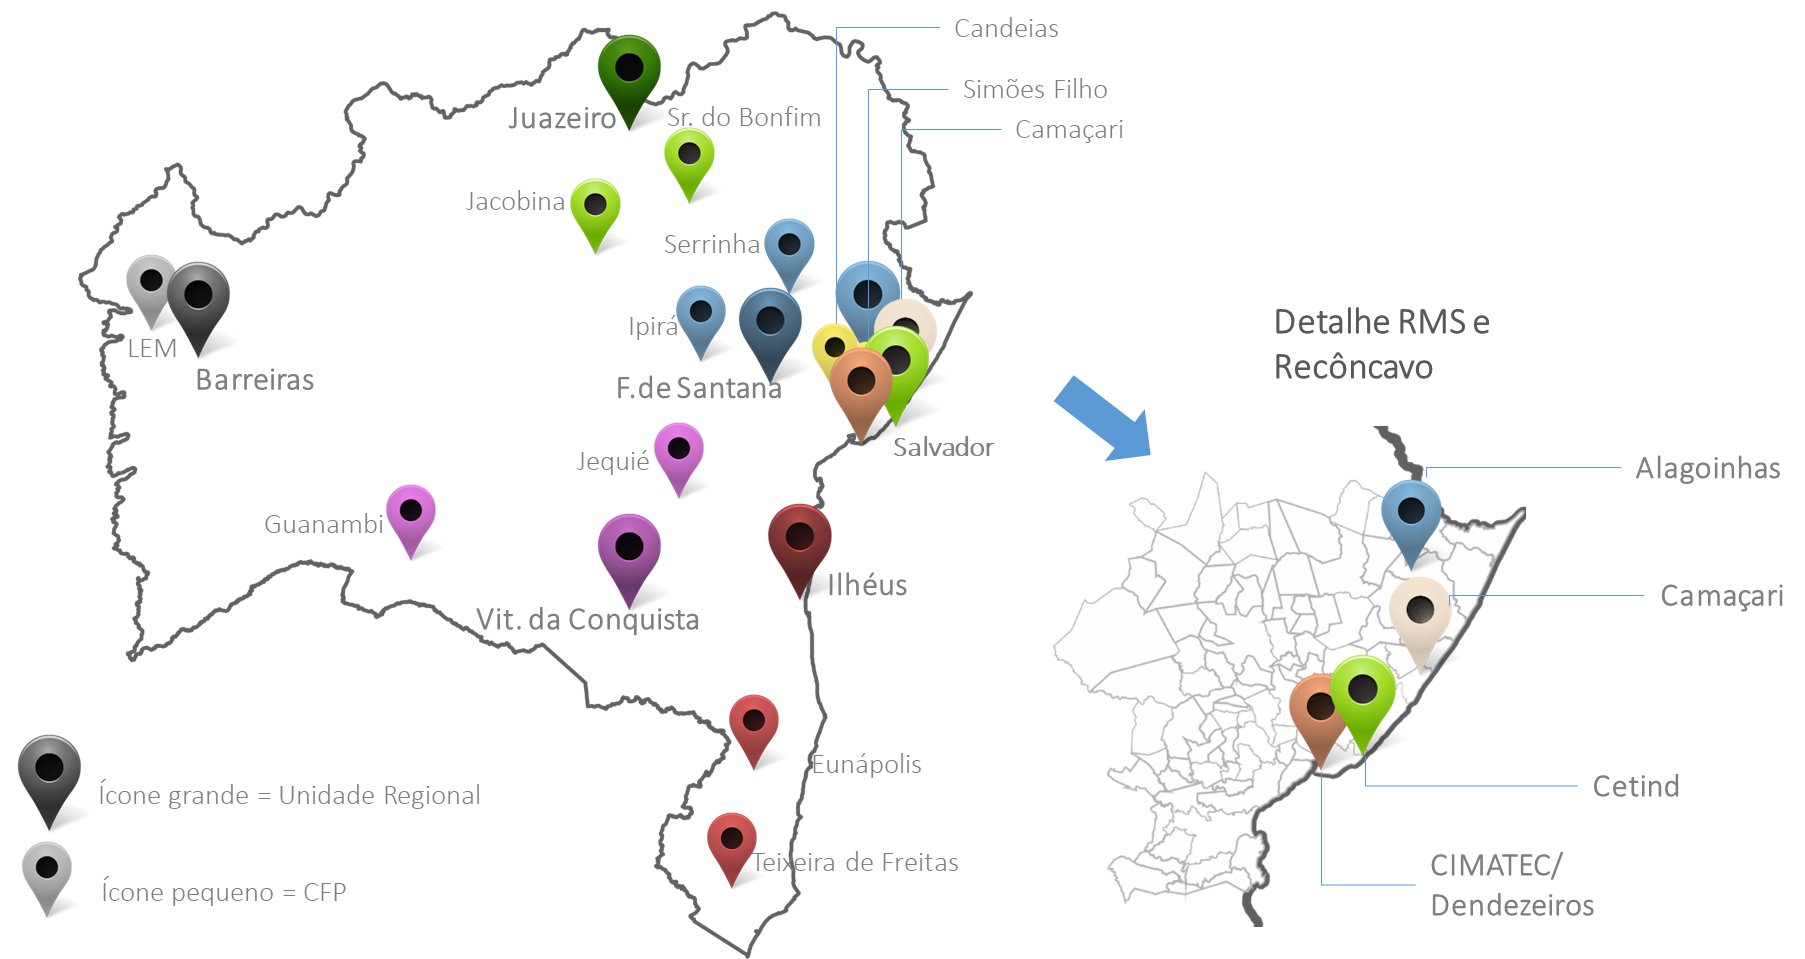 Candeias
Simões Filho
Camaçari
Juazeiro
Sr. do Bonfim
Jacobina
Serrinha
Ipirá
LEM
Barreiras
F.de Santana
Salvador
Jequié
Guanambi
Vit. da Conquista
Ilhéus
Eunápolis
Teixeira de Freitas
Ícone grande = Unidade Regional
Ícone pequeno = CFP
Detalhe RMS e
Recôncavo
Alagoinhas
Camaçari
Cetind
CIMATEC/
Dendezeiros